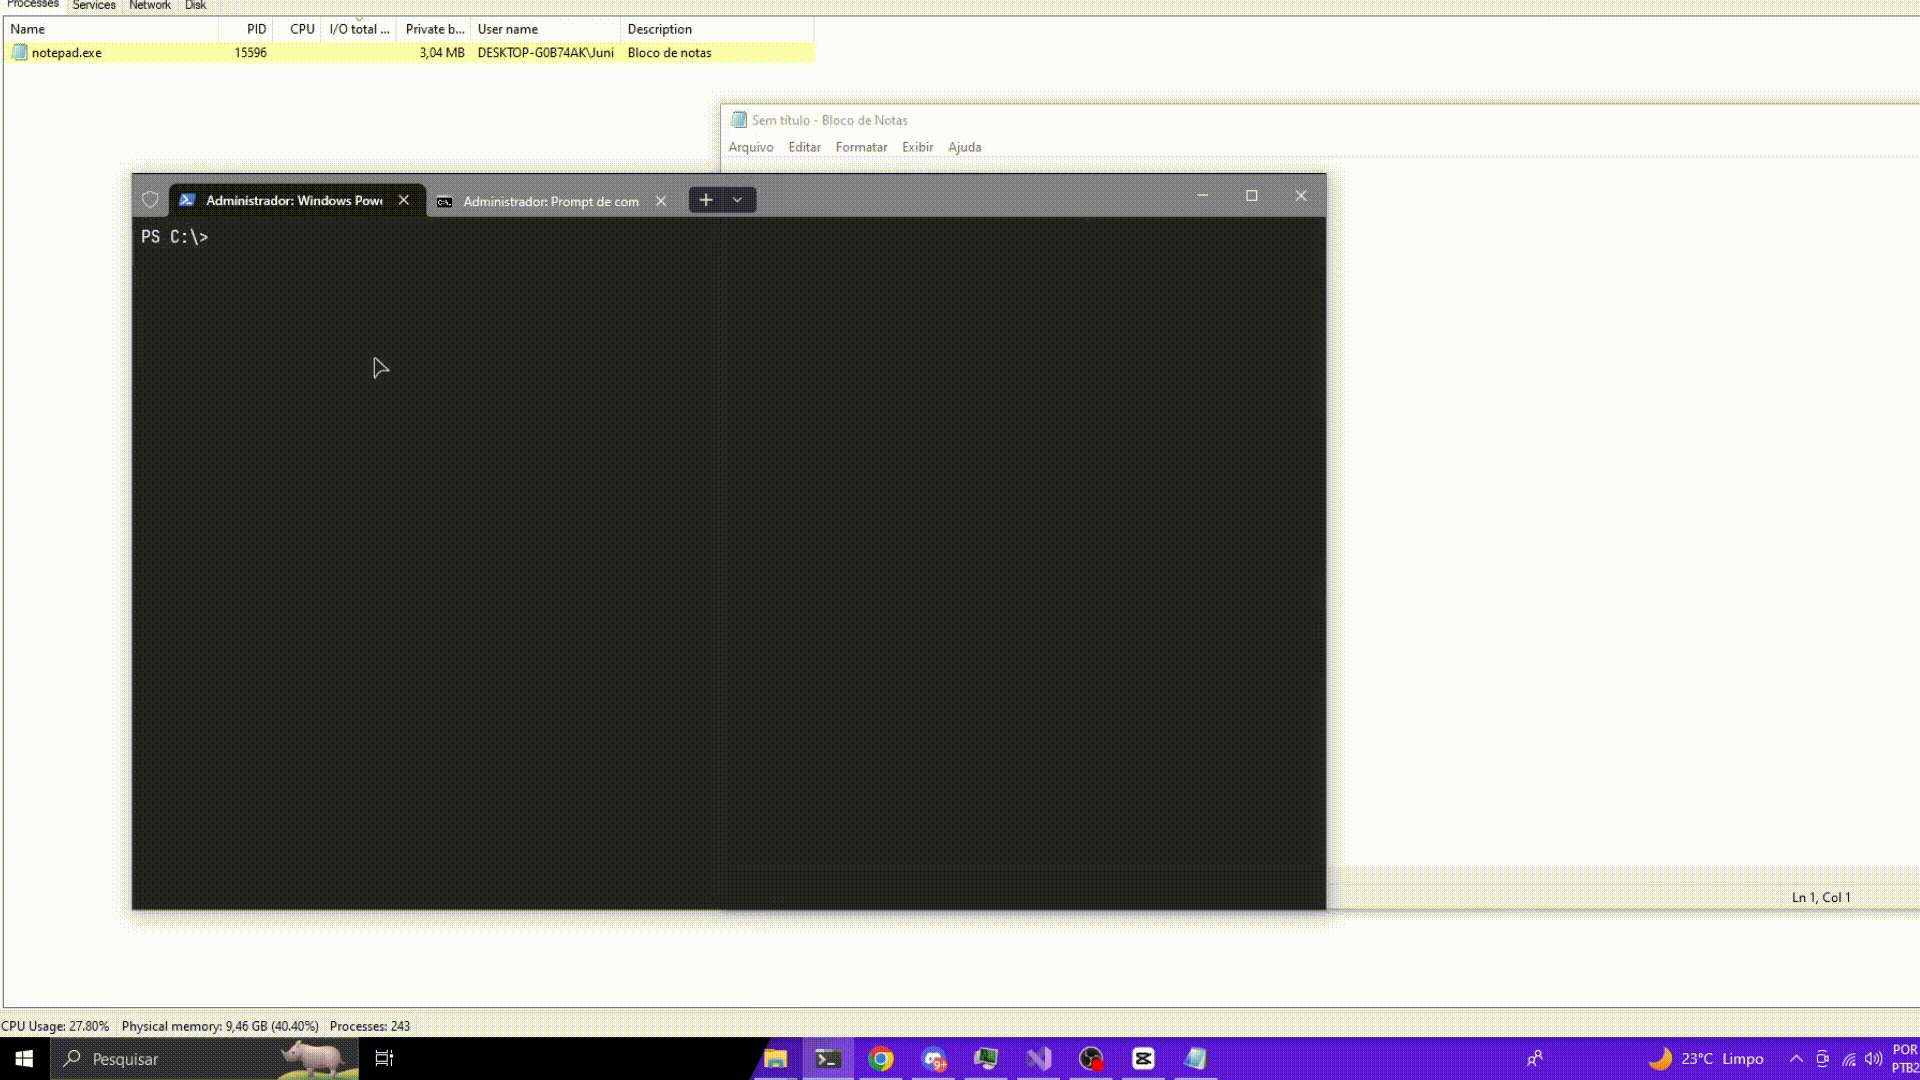 Processes Services Network Disk
Name PID CPU I/O total ... Private b... User name Description
notepad.exe 15596 3,04 MB DESKTOP-G0B74AK\Juni Bloco de notas
Sem título - Bloco de Notas
Arquivo Editar Formatar Exibir Ajuda
Administrador: Windows Powe Administrador: Prompt de com
PS C:\>
Ln 1, Col 1
CPU Usage: 27.80% Physical memory: 9,46 GB (40.40%) Processes: 243
Pesquisar 9+ 23°C Limpo POR
PTB2